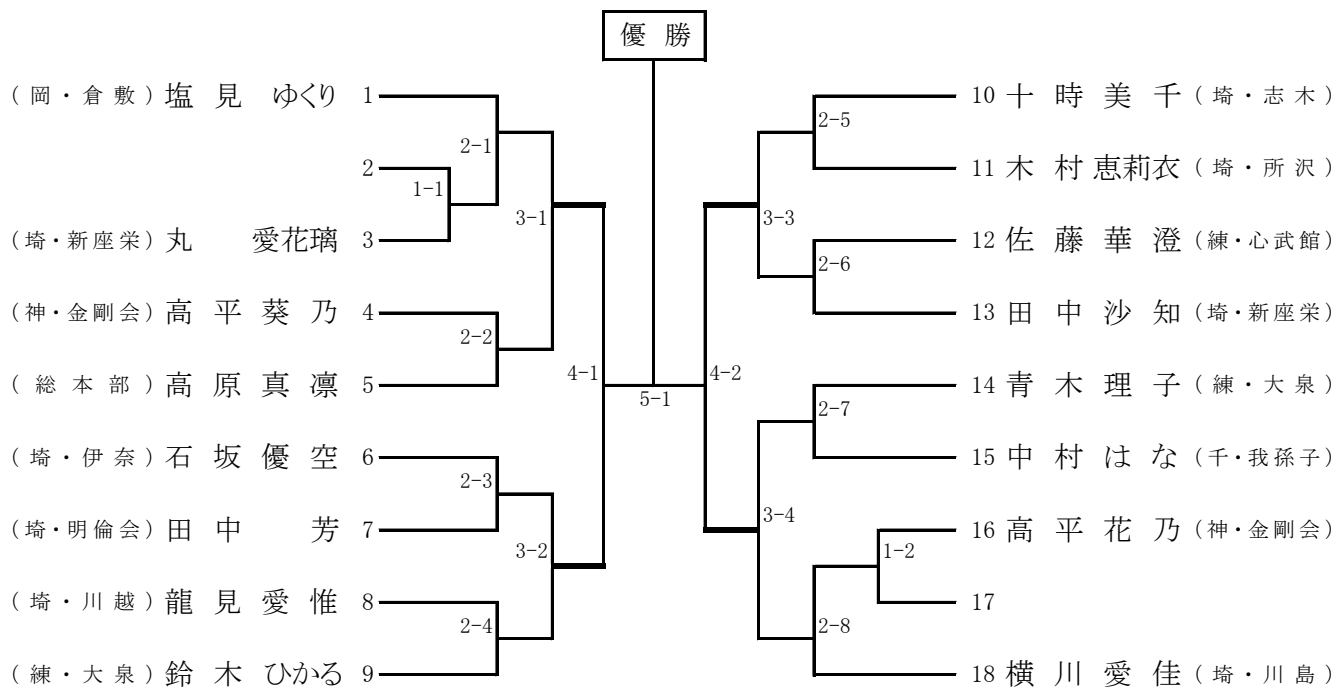 優勝
(岡・倉敷) 塩見 ゆくり 1
2
(埼・新座栄) 丸 愛花璃 3
(神・金剛会) 高平葵乃 4
(総本部) 高原真凛 5
(埼・伊奈) 石坂優空 6
(埼・明倫会) 田中 芳 7
(埼・川越) 龍見愛惟 8
(練・大泉) 鈴木ひかる 9
1-1
2-1
2-2
2-3
2-4
3-1
3-2
4-1
5-1
4-2
3-3
3-4
2-5
2-6
2-7
2-8
1-2
10 十時美千 (埼・志木)
11 木村恵莉衣 (埼・所沢)
12 佐藤華澄 (練・心武館)
13 田中沙知 (埼・新座栄)
14 青木理子 (練・大泉)
15 中村はな (千・我孫子)
16 高平花乃 (神・金剛会)
17
18 横川愛佳 (埼・川島)